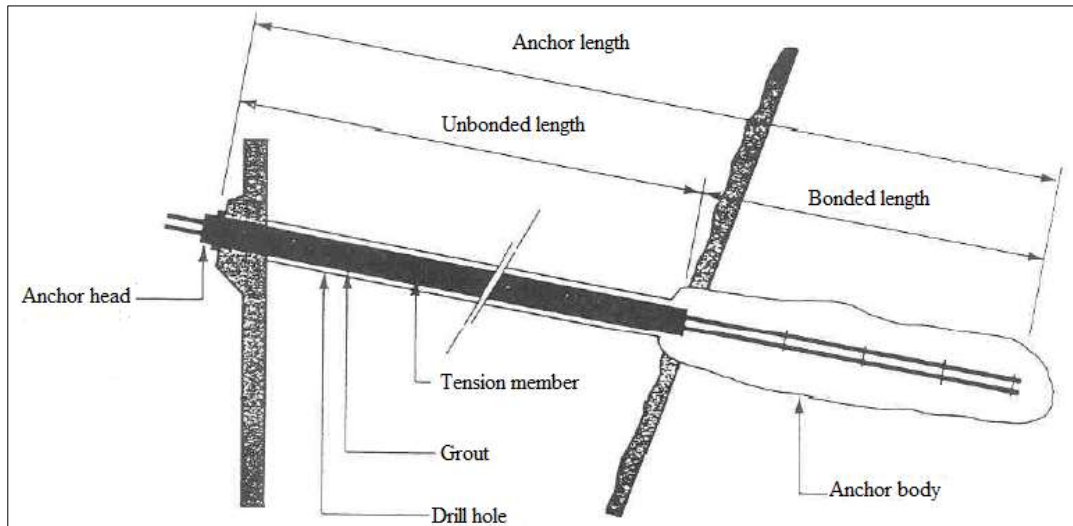 Anchor length
Unbonded length
Bonded length
Anchor head
Tension member
Grout
Anchor body
Drill hole